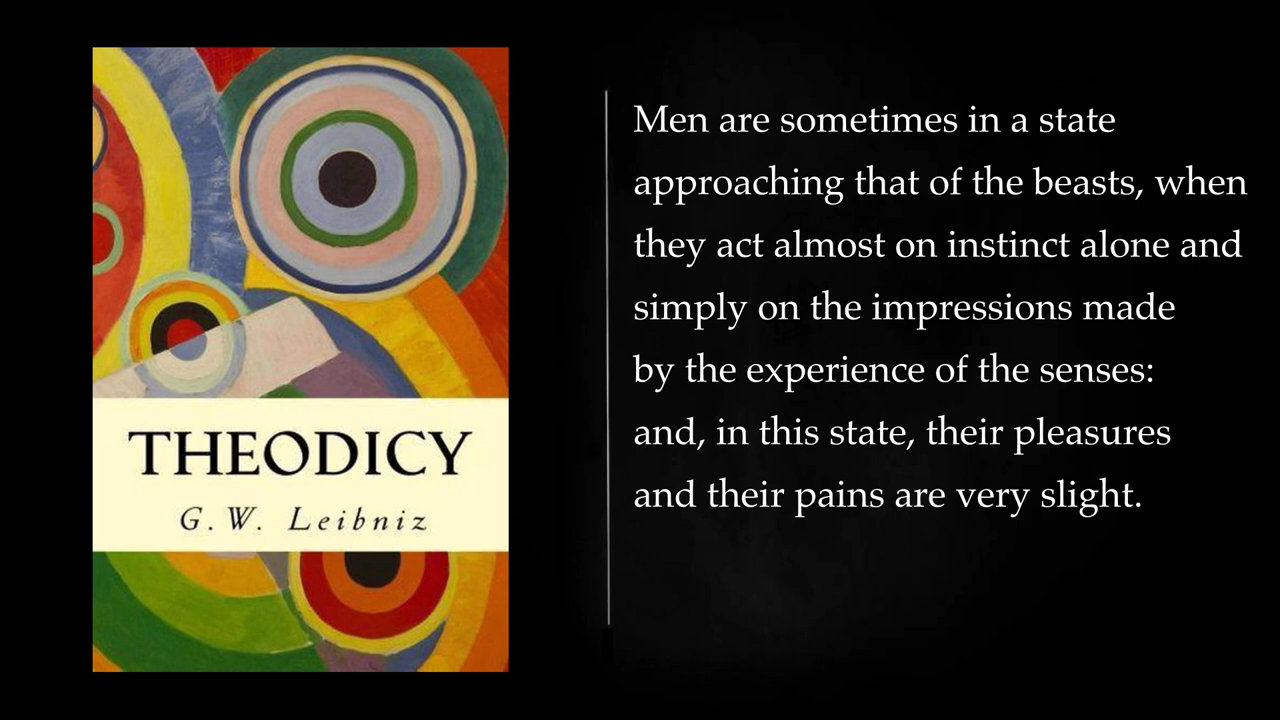 THEODICY
G.W. Leibniz
Men are sometimes in a state
approaching that of the beasts, when
they act almost on instinct alone and
simply on the impressions made
by the experience of the senses:
and, in this state, their pleasures
and their pains are very slight.